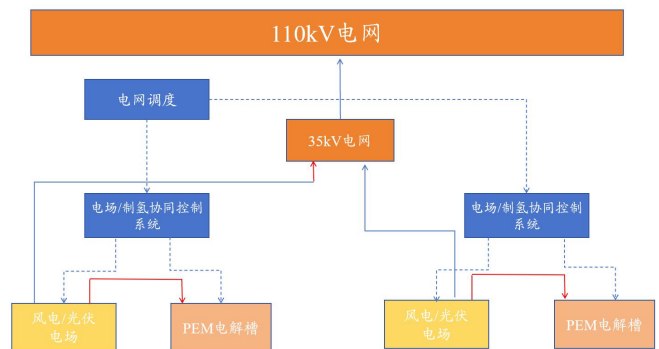 110kV电网
电网调度
35kV电网
电场/制氢协同控制
系统
电场/制氢协同控制
系统
风电/光伏
电场
PEM电解槽
风电/光伏
电场
PEM电解槽